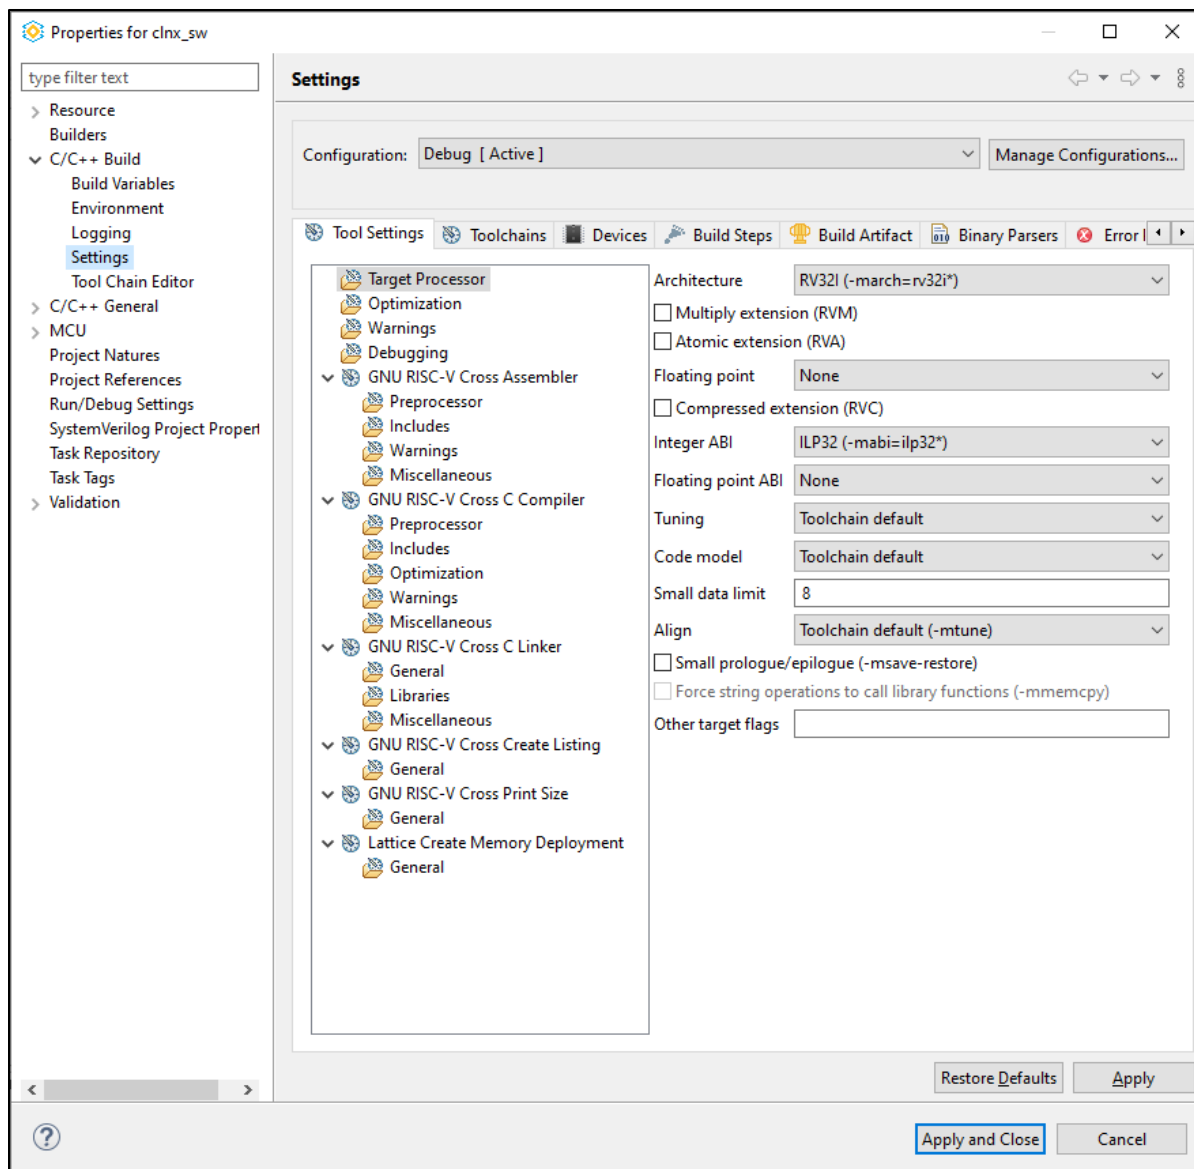 Properties for clnx_sw
type filter text
Resource
Builders
C/C++ Build
Build Variables
Environment
Logging
Settings
Tool Chain Editor
C/C++ General
MCU
Project Natures
Project References
Run/Debug Settings
SystemVerilog Project Propert
Task Repository
Task Tags
Validation
Settings
Configuration: Debug [ Active ] Manage Configurations...
Tool Settings Toolchains Devices Build Steps Build Artifact Binary Parsers Error
Target Processor
Optimization
Warnings
Debugging
GNU RISC-V Cross Assembler
Preprocessor
Includes
Warnings
Miscellaneous
GNU RISC-V Cross C Compiler
Preprocessor
Includes
Optimization
Warnings
Miscellaneous
GNU RISC-V Cross C Linker
General
Libraries
Miscellaneous
GNU RISC-V Cross Create Listing
General
GNU RISC-V Cross Print Size
General
Lattice Create Memory Deployment
General
Architecture RV32I (-march=rv32i*)
Multiply extension (RVM)
Atomic extension (RVA)
Floating point None
Compressed extension (RVC)
Integer ABI ILP32 (-mabi=ilp32*)
Floating point ABI None
Tuning Toolchain default
Code model Toolchain default
Small data limit 8
Align Toolchain default (-mtune)
Small prologue/epilogue (-msave-restore)
Force string operations to call library functions (-mmemcpy)
Other target flags
Restore Defaults Apply
Apply and Close Cancel